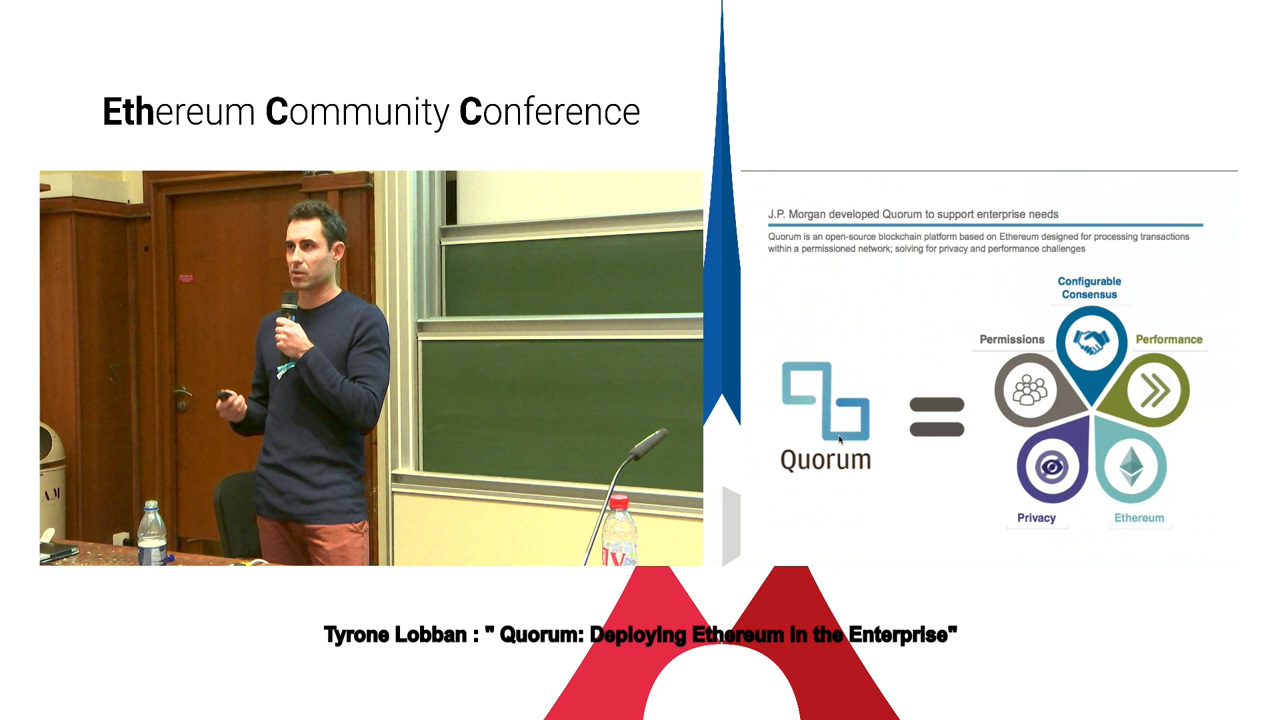 Ethereum Community Conference
J.P. Morgan developed Quorum to support enterprise needs
Quorum is an open-source blockchain platform based on Ethereum designed for processing transactions
within a permissioned network; solving for privacy and performance challenges
Configurable
Consensus
Permissions
Performance
Quorum
Privacy
Ethereum
Tyrone Lobban : " Quorum: Deploying Ethereum in the Enterprise"